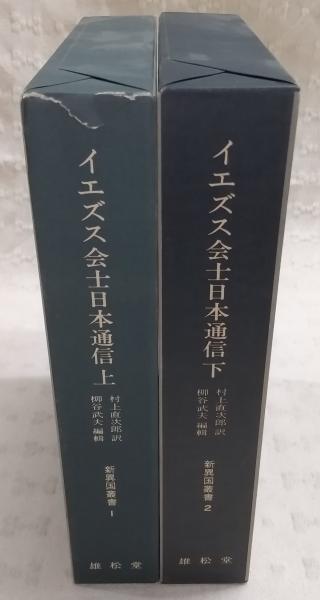 イエズス会士日本通信 上
村上直次郎 訳
柳谷武夫 編輯
新異国叢書 1
雄松堂
イエズス会士日本通信 下
村上直次郎 訳
柳谷武夫 編輯
新異国叢書 2
雄松堂